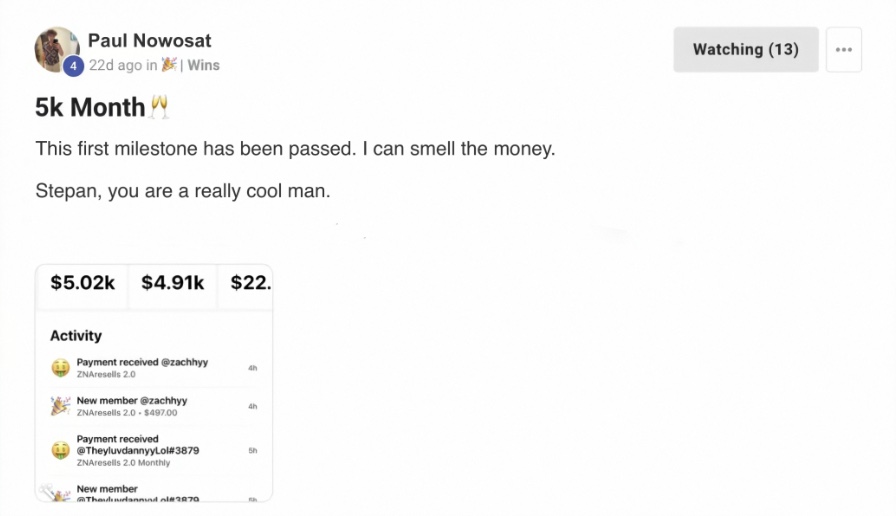 Paul Nowosat
4
22d ago in 🎉 | Wins
Watching (13)
5k Month🥂
This first milestone has been passed. I can smell the money.
Stepan, you are a really cool man.
$5.02k $4.91k $22.
Activity
Payment received @zachhyy
ZNAresells 2.0
4h
New member @zachhyy
ZNAresells 2.0 • $497.00
4h
Payment received
@TheyluvdannyyLol#3879
ZNAresells 2.0 Monthly
5h
New member
@TheyluvdannyyLol#3879
5h